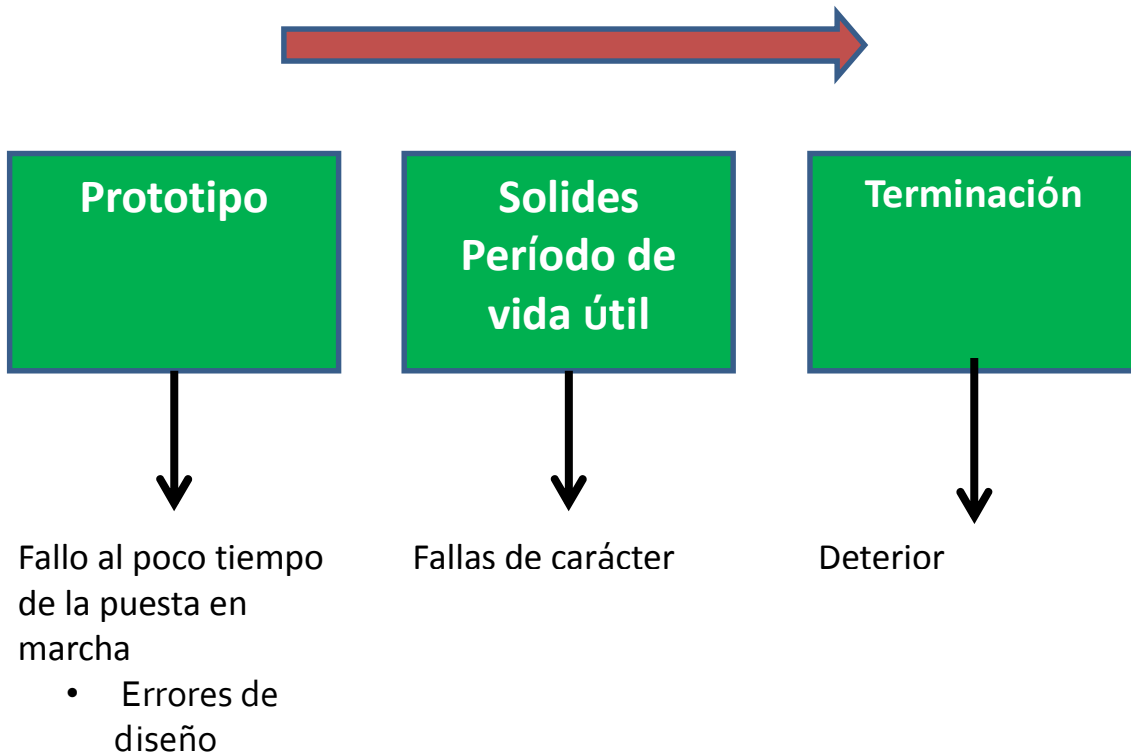 Prototipo
Fallo al poco tiempo
de la puesta en
marcha
• Errores de
diseño
Solides
Período de
vida útil
Fallas de carácter
Terminación
Deterior